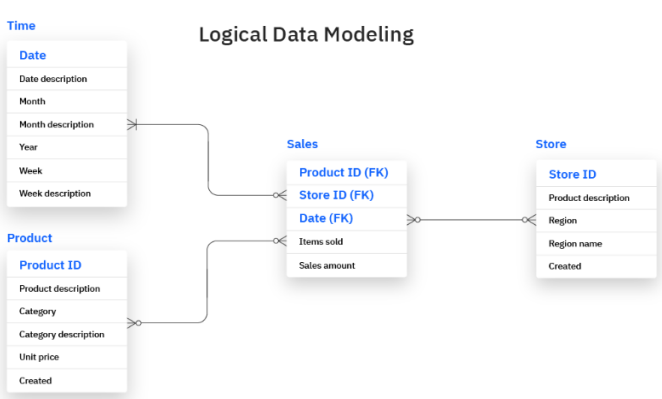 Logical Data Modeling
Time
Date
Date description
Month
Month description
Year
Week
Week description
Product
Product ID
Product description
Category
Category description
Unit price
Created
Sales
Product ID (FK)
Store ID (FK)
Date (FK)
Items sold
Sales amount
Store
Store ID
Product description
Region
Region name
Created